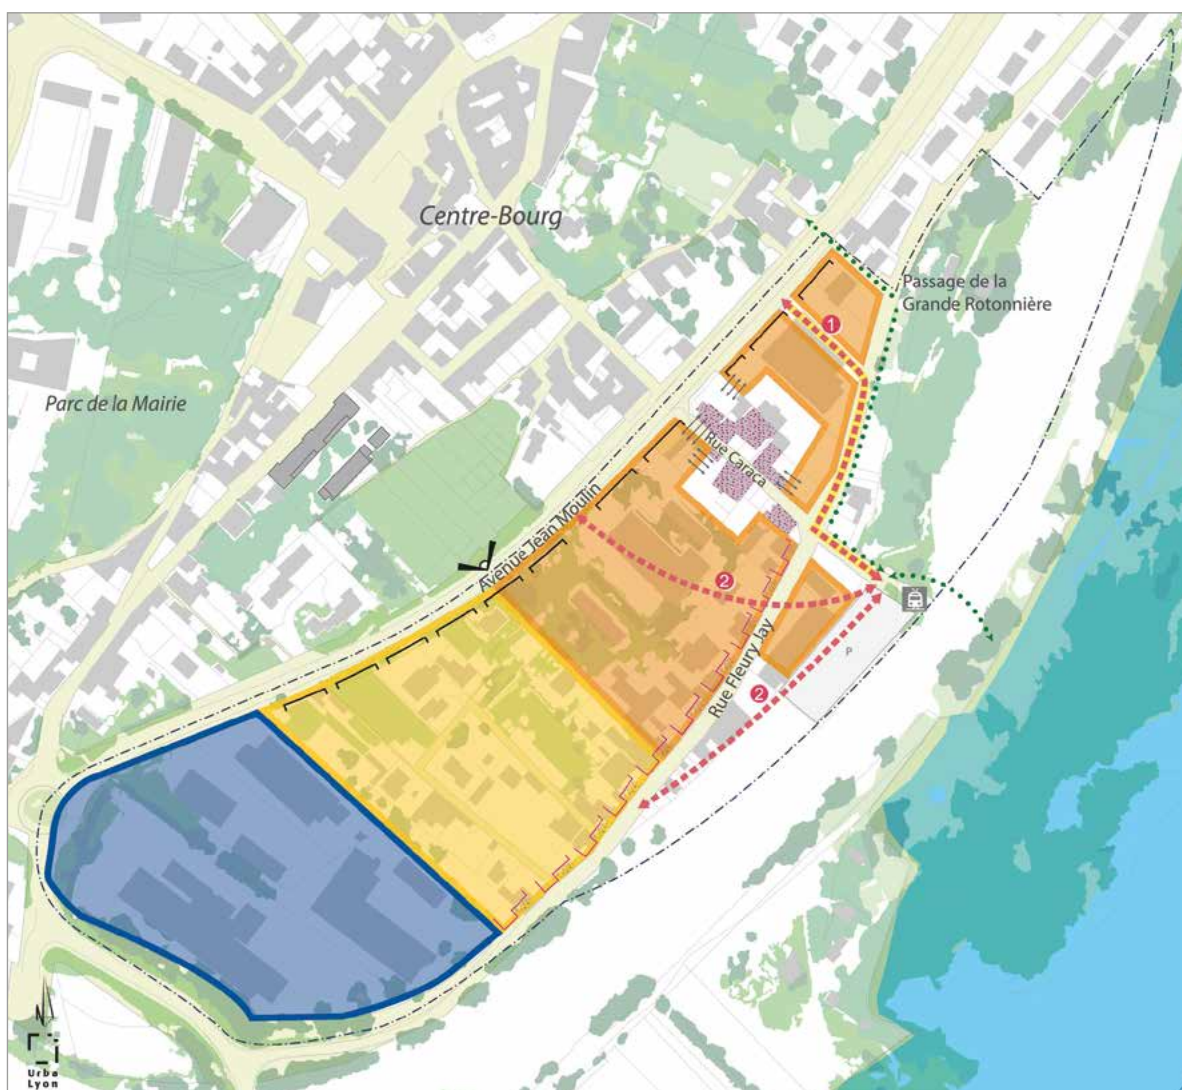 Centre-Bourg
Passage de la
Grande Rotonnière
1
Parc de la Mairie
Rue Caraca
Avenue Jean Moulin
2
Rue Fleury Jay
P
2
N
Urba
Lyon